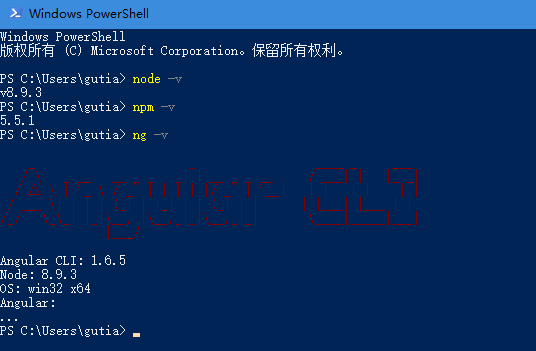 Windows PowerShell
Windows PowerShell
版权所有 (C) Microsoft Corporation。保留所有权利。
PS C:\Users\gutia> node -v
v8.9.3
PS C:\Users\gutia> npm -v
5.5.1
PS C:\Users\gutia> ng -v
Angular CLI
Angular CLI: 1.6.5
Node: 8.9.3
OS: win32 x64
Angular:
...
PS C:\Users\gutia>